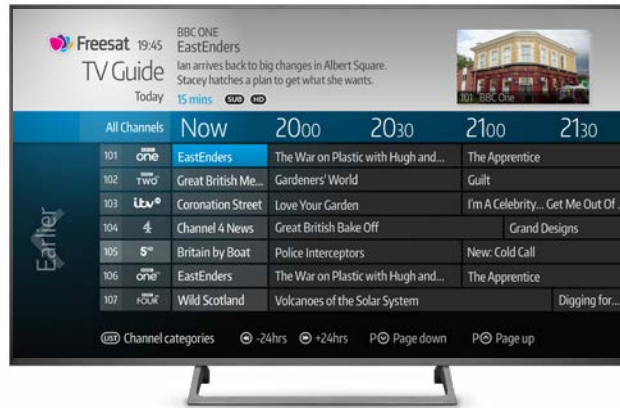 Freesat 19:45
TV Guide
Today
BBC ONE
EastEnders
Ian arrives back to big changes in Albert Square.
Stacey hatches a plan to get what she wants.
15 mins SUB HD
101 BBC One
All Channels Now 2000 2030 2100 2130
Earlier
101 BBC one EastEnders The War on Plastic with Hugh and... The Apprentice
102 BBC TWO Great British Me... Gardeners' World Guilt
103 itv Coronation Street Love Your Garden I'm A Celebrity... Get Me Out Of
104 4 Channel 4 News Great British Bake Off Grand Designs
105 5 Britain by Boat Police Interceptors New: Cold Call
106 BBC one EastEnders The War on Plastic with Hugh and... The Apprentice
107 BBC FOUR Wild Scotland Volcanoes of the Solar System Digging for...
LIST Channel categories -24hrs +24hrs P Page down P Page up